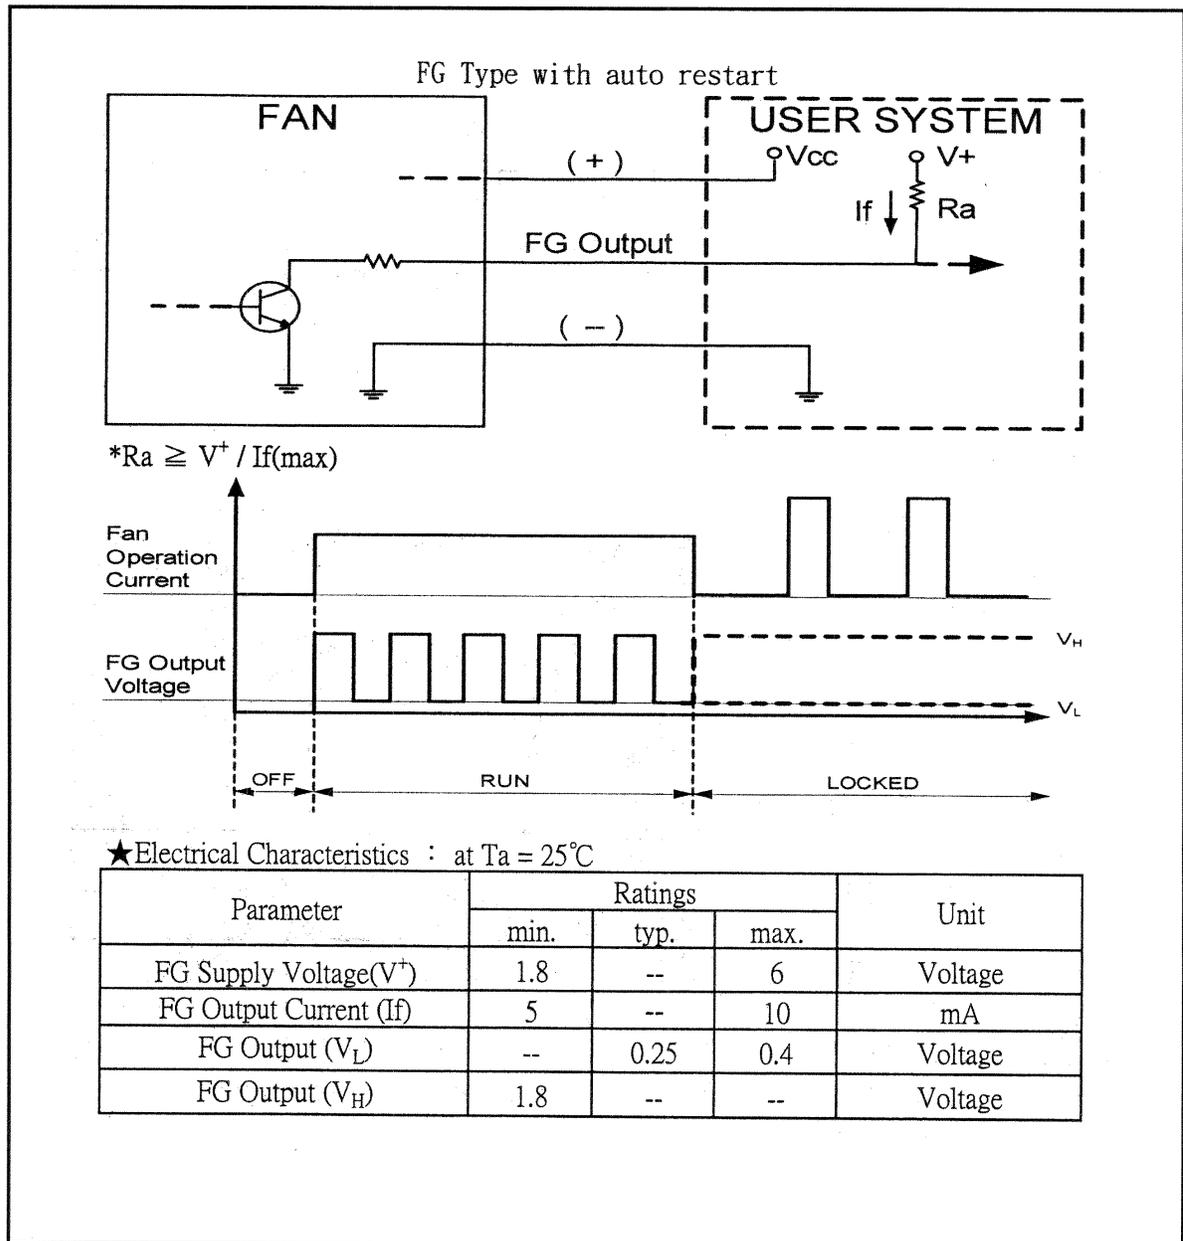 FG Type with auto restart
FAN
USER SYSTEM
( + )
Vcc
V+
If
Ra
FG Output
( − )
*Ra ≧ V⁺ / If(max)
Fan
Operation
Current
FG Output
Voltage
VH
VL
OFF
RUN
LOCKED
★Electrical Characteristics : at Ta = 25℃
Parameter Ratings Unit
min. typ. max.
FG Supply Voltage(V⁺) 1.8 -- 6 Voltage
FG Output Current (If) 5 -- 10 mA
FG Output (VL) -- 0.25 0.4 Voltage
FG Output (VH) 1.8 -- -- Voltage